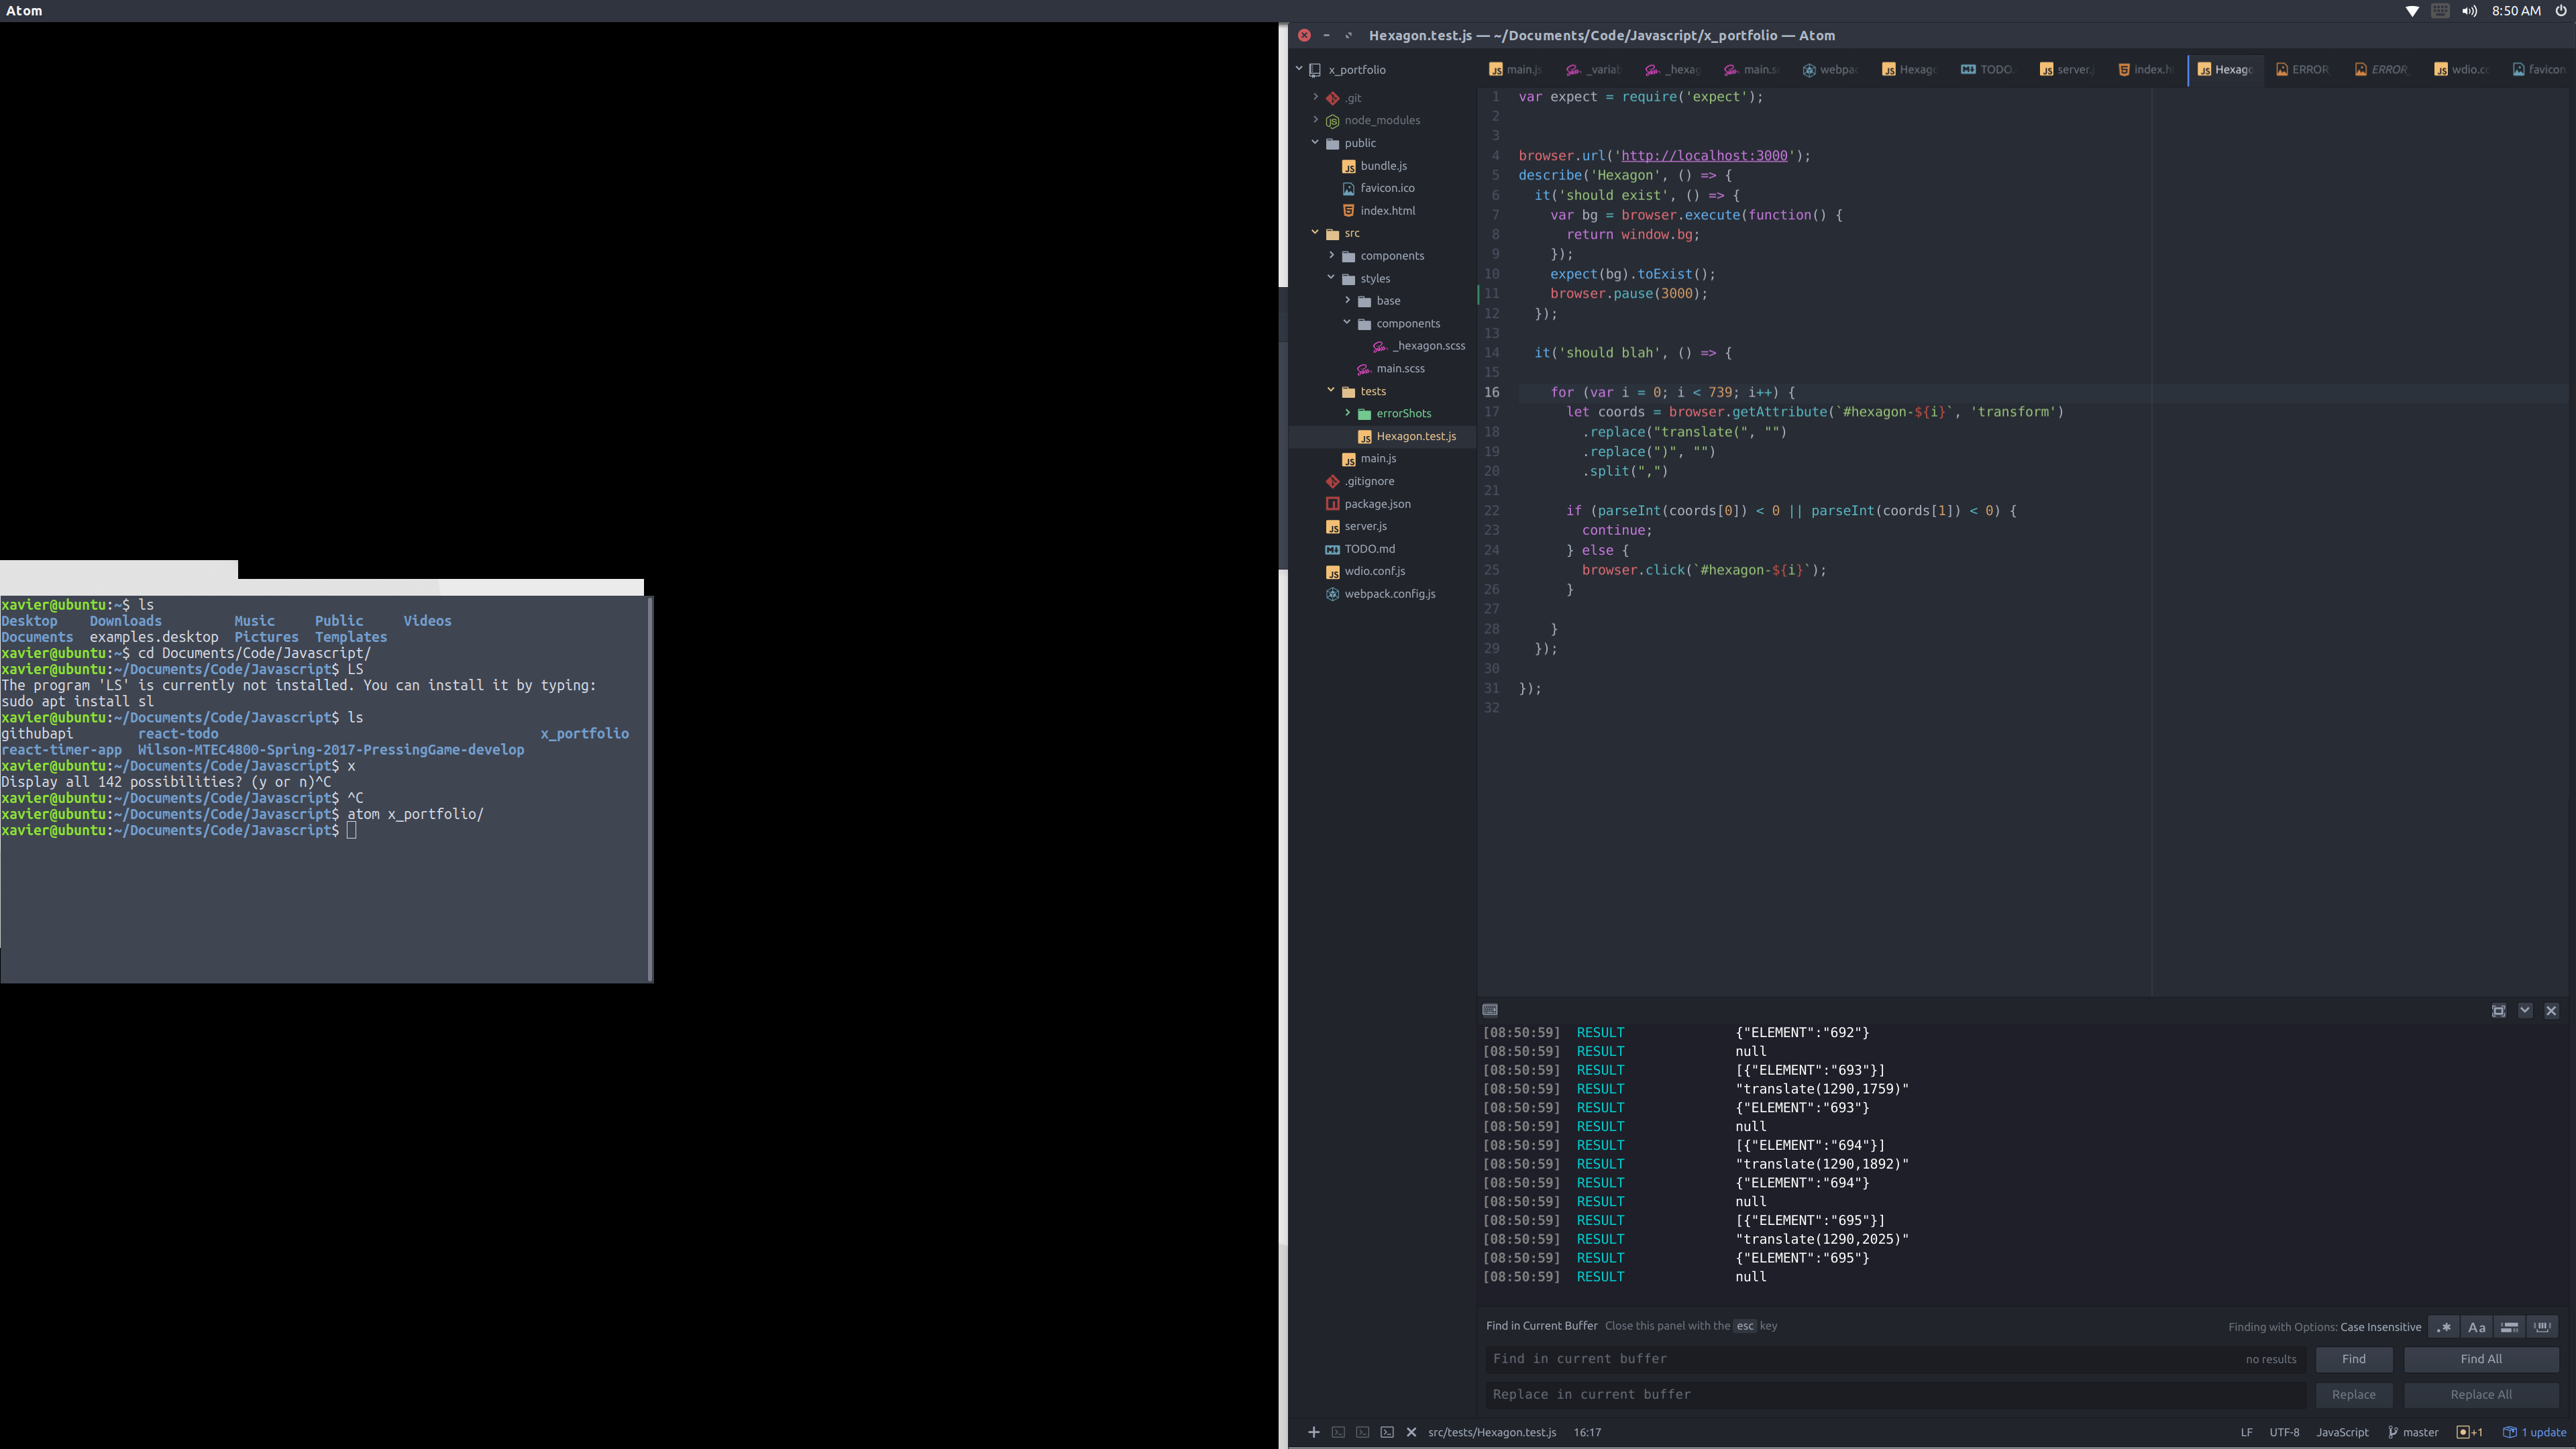 Atom
8:50 AM
xavier@ubuntu:~$ ls
Desktop Downloads Music Public Videos
Documents examples.desktop Pictures Templates
xavier@ubuntu:~$ cd Documents/Code/Javascript/
xavier@ubuntu:~/Documents/Code/Javascript$ LS
The program 'LS' is currently not installed. You can install it by typing:
sudo apt install sl
xavier@ubuntu:~/Documents/Code/Javascript$ ls
githubapi react-todo x_portfolio
react-timer-app Wilson-MTEC4800-Spring-2017-PressingGame-develop
xavier@ubuntu:~/Documents/Code/Javascript$ x
Display all 142 possibilities? (y or n)^C
xavier@ubuntu:~/Documents/Code/Javascript$ ^C
xavier@ubuntu:~/Documents/Code/Javascript$ atom x_portfolio/
xavier@ubuntu:~/Documents/Code/Javascript$
Hexagon.test.js — ~/Documents/Code/Javascript/x_portfolio — Atom
x_portfolio
.git
node_modules
public
bundle.js
favicon.ico
index.html
src
components
styles
base
components
_hexagon.scss
main.scss
tests
errorShots
Hexagon.test.js
main.js
.gitignore
package.json
server.js
TODO.md
wdio.conf.js
webpack.config.js
main.js _variab _hexag main.s webpac Hexago TODO. server.j index.h Hexago ERROR ERROR_ wdio.co favicon
1 var expect = require('expect');
2
3
4 browser.url('http://localhost:3000');
5 describe('Hexagon', () => {
6 it('should exist', () => {
7 var bg = browser.execute(function() {
8 return window.bg;
9 });
10 expect(bg).toExist();
11 browser.pause(3000);
12 });
13
14 it('should blah', () => {
15
16 for (var i = 0; i < 739; i++) {
17 let coords = browser.getAttribute(`#hexagon-${i}`, 'transform')
18 .replace("translate(", "")
19 .replace(")", "")
20 .split(",")
21
22 if (parseInt(coords[0]) < 0 || parseInt(coords[1]) < 0) {
23 continue;
24 } else {
25 browser.click(`#hexagon-${i}`);
26 }
27
28 }
29 });
30
31 });
32
[08:50:59] RESULT {"ELEMENT":"692"}
[08:50:59] RESULT null
[08:50:59] RESULT [{"ELEMENT":"693"}]
[08:50:59] RESULT "translate(1290,1759)"
[08:50:59] RESULT {"ELEMENT":"693"}
[08:50:59] RESULT null
[08:50:59] RESULT [{"ELEMENT":"694"}]
[08:50:59] RESULT "translate(1290,1892)"
[08:50:59] RESULT {"ELEMENT":"694"}
[08:50:59] RESULT null
[08:50:59] RESULT [{"ELEMENT":"695"}]
[08:50:59] RESULT "translate(1290,2025)"
[08:50:59] RESULT {"ELEMENT":"695"}
[08:50:59] RESULT null
Find in Current Buffer Close this panel with the esc key Finding with Options: Case Insensitive .* Aa
Find in current buffer no results Find Find All
Replace in current buffer Replace Replace All
src/tests/Hexagon.test.js 16:17 LF UTF-8 JavaScript master +1 1 update